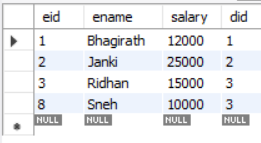 eid ename salary did
1 Bhagirath 12000 1
2 Janki 25000 2
3 Ridhan 15000 3
8 Sneh 10000 3
NULL NULL NULL NULL